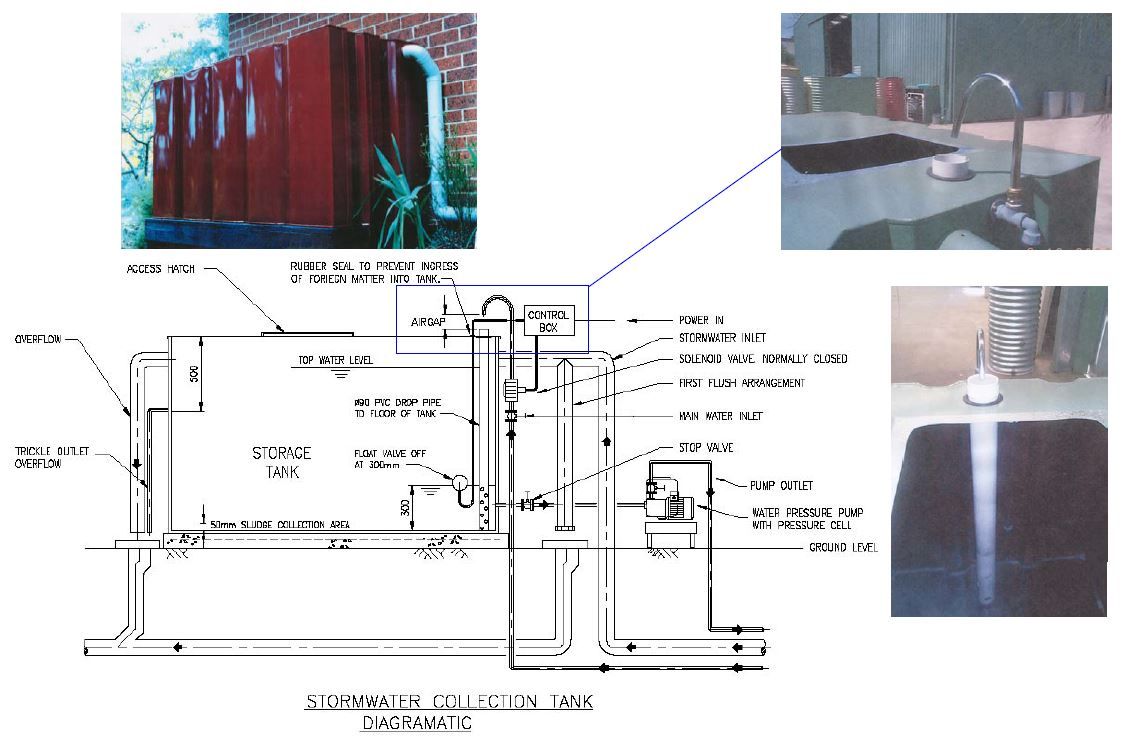 ACCESS HATCH
RUBBER SEAL TO PREVENT INGRESS
OF FORIEGN MATTER INTO TANK.
AIRGAP
CONTROL
BOX
POWER IN
OVERFLOW
STORNWATER INLET
TOP WATER LEVEL
SOLENOID VALVE NORMALLY CLOSED
500
FIRST FLUSH ARRANGEMENT
Ø90 PVC DROP PIPE
TO FLOOR OF TANK
MAIN WATER INLET
TRICKLE OUTLET
OVERFLOW
STORAGE
TANK
FLOAT VALVE OFF
AT 300mm
STOP VALVE
PUMP OUTLET
300
WATER PRESSURE PUMP
WITH PRESSURE CELL
50mm SLUDGE COLLECTION AREA
GROUND LEVEL
STORMWATER COLLECTION TANK
DIAGRAMATIC